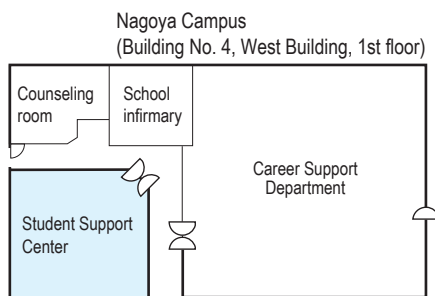 Nagoya Campus
(Building No. 4, West Building, 1st floor)
Counseling
room
School
infirmary
Career Support
Department
Student Support
Center